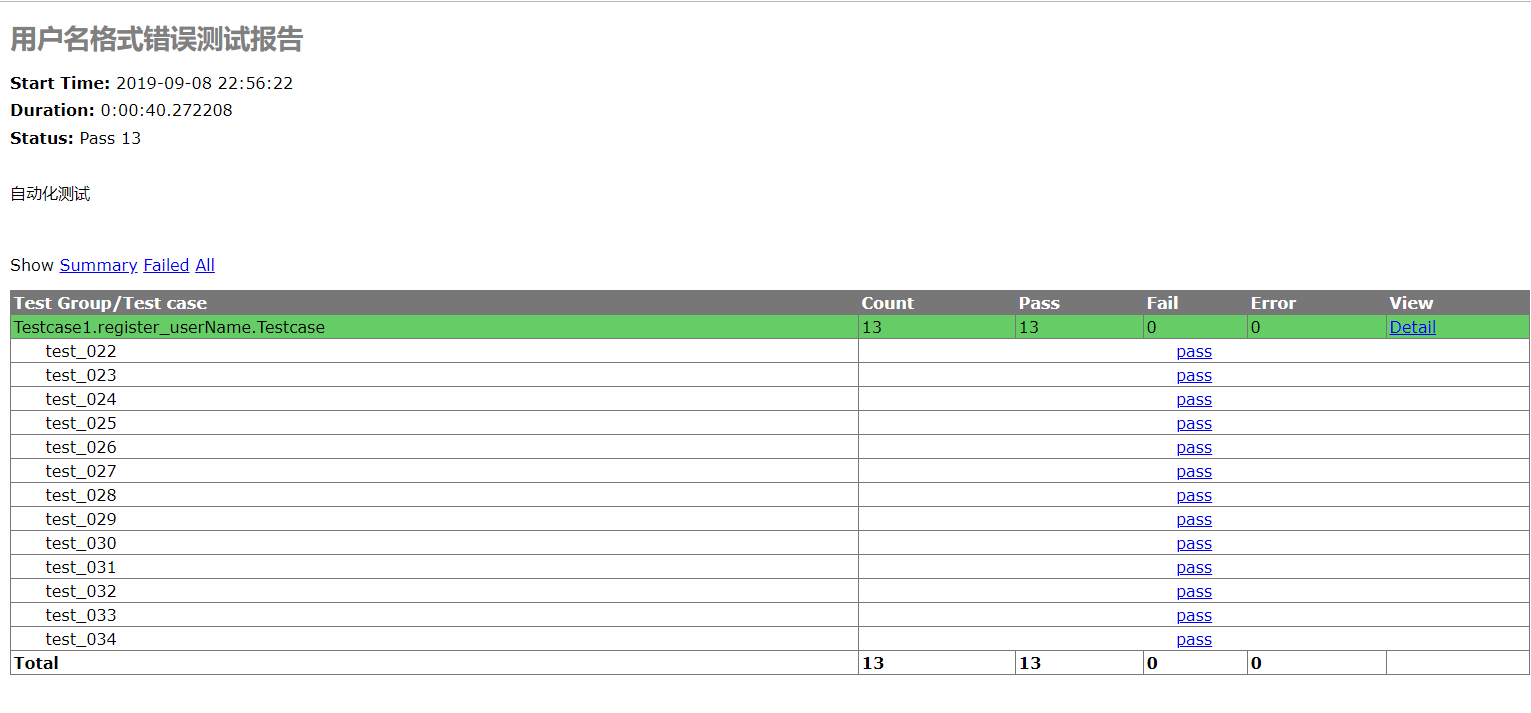 用户名格式错误测试报告
Start Time: 2019-09-08 22:56:22
Duration: 0:00:40.272208
Status: Pass 13
自动化测试
Show Summary Failed All
Test Group/Test case Count Pass Fail Error View
Testcase1.register_userName.Testcase 13 13 0 0 Detail
test_022 pass
test_023 pass
test_024 pass
test_025 pass
test_026 pass
test_027 pass
test_028 pass
test_029 pass
test_030 pass
test_031 pass
test_032 pass
test_033 pass
test_034 pass
Total 13 13 0 0